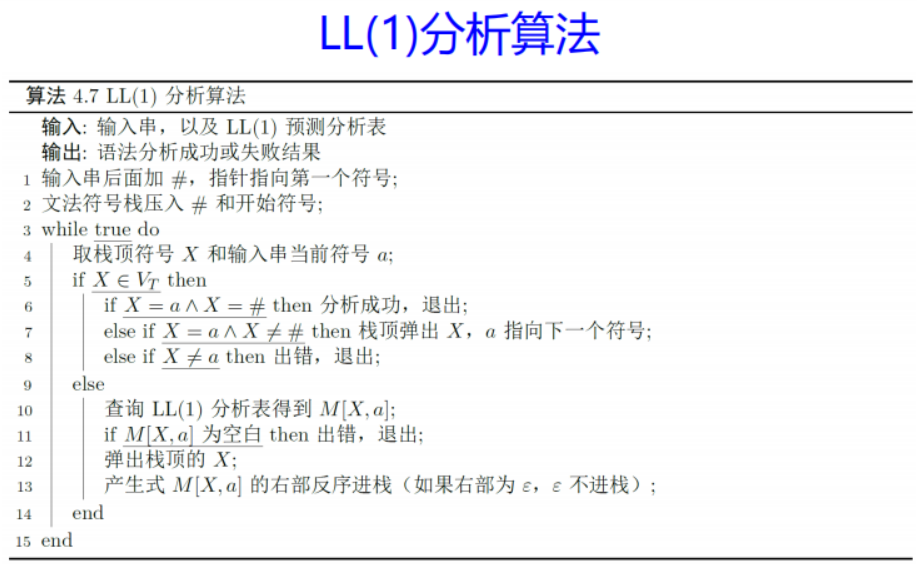 LL(1)分析算法
算法 4.7 LL(1) 分析算法
输入: 输入串，以及 LL(1) 预测分析表
输出: 语法分析成功或失败结果
1 输入串后面加 #，指针指向第一个符号;
2 文法符号栈压入 # 和开始符号;
3 while true do
4 取栈顶符号 X 和输入串当前符号 a;
5 if X ∈ V_T then
6 if X = a ∧ X = # then 分析成功，退出;
7 else if X = a ∧ X ≠ # then 栈顶弹出 X，a 指向下一个符号;
8 else if X ≠ a then 出错，退出;
9 else
10 查询 LL(1) 分析表得到 M[X, a];
11 if M[X, a] 为空白 then 出错，退出;
12 弹出栈顶的 X;
13 产生式 M[X, a] 的右部反序进栈（如果右部为 ε，ε 不进栈）;
14 end
15 end